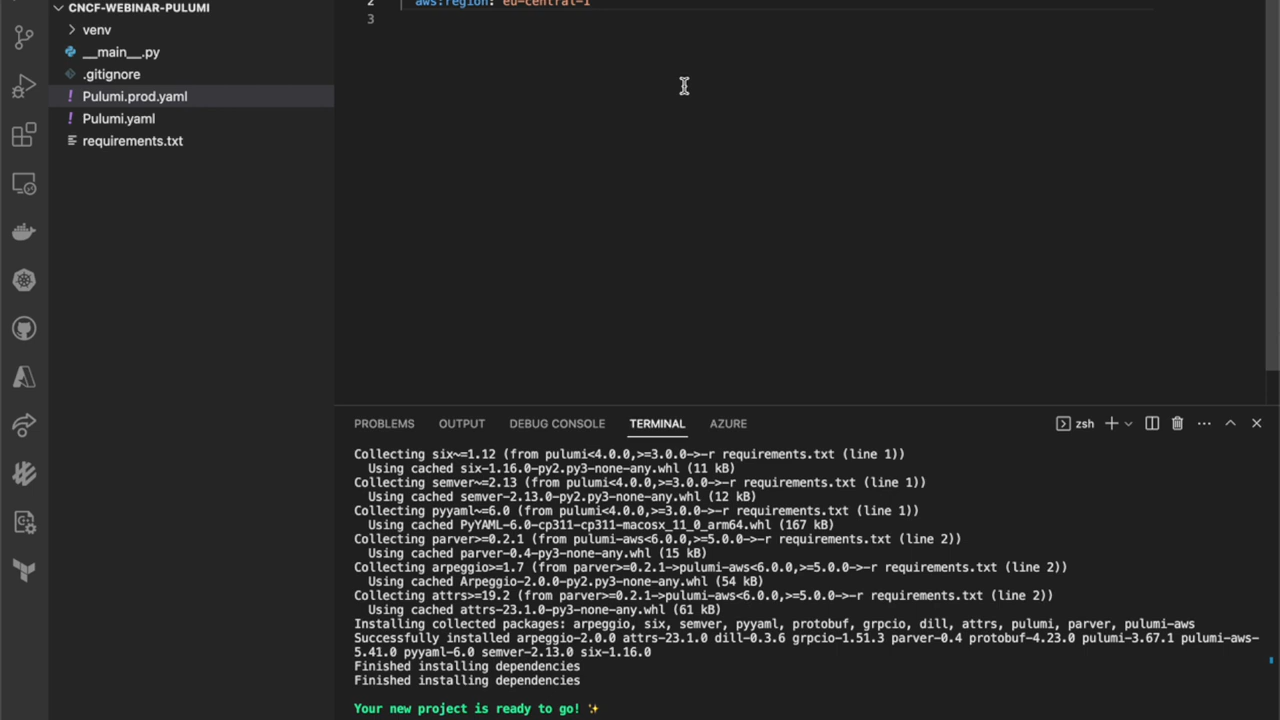 CNCF-WEBINAR-PULUMI
venv
__main__.py
.gitignore
Pulumi.prod.yaml
Pulumi.yaml
requirements.txt
2 aws:region: eu-central-1
3
PROBLEMS OUTPUT DEBUG CONSOLE TERMINAL AZURE zsh
Collecting six~=1.12 (from pulumi<4.0.0,>=3.0.0->-r requirements.txt (line 1))
Using cached six-1.16.0-py2.py3-none-any.whl (11 kB)
Collecting semver~=2.13 (from pulumi<4.0.0,>=3.0.0->-r requirements.txt (line 1))
Using cached semver-2.13.0-py2.py3-none-any.whl (12 kB)
Collecting pyyaml~=6.0 (from pulumi<4.0.0,>=3.0.0->-r requirements.txt (line 1))
Using cached PyYAML-6.0-cp311-cp311-macosx_11_0_arm64.whl (167 kB)
Collecting parver>=0.2.1 (from pulumi-aws<6.0.0,>=5.0.0->-r requirements.txt (line 2))
Using cached parver-0.4-py3-none-any.whl (15 kB)
Collecting arpeggio>=1.7 (from parver>=0.2.1->pulumi-aws<6.0.0,>=5.0.0->-r requirements.txt (line 2))
Using cached Arpeggio-2.0.0-py2.py3-none-any.whl (54 kB)
Collecting attrs>=19.2 (from parver>=0.2.1->pulumi-aws<6.0.0,>=5.0.0->-r requirements.txt (line 2))
Using cached attrs-23.1.0-py3-none-any.whl (61 kB)
Installing collected packages: arpeggio, six, semver, pyyaml, protobuf, grpcio, dill, attrs, pulumi, parver, pulumi-aws
Successfully installed arpeggio-2.0.0 attrs-23.1.0 dill-0.3.6 grpcio-1.51.3 parver-0.4 protobuf-4.23.0 pulumi-3.67.1 pulumi-aws-
5.41.0 pyyaml-6.0 semver-2.13.0 six-1.16.0
Finished installing dependencies
Finished installing dependencies
Your new project is ready to go! ✨